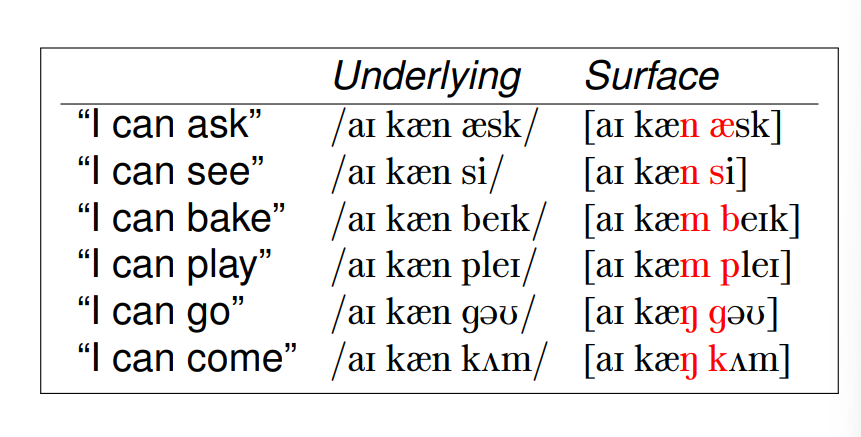 Underlying Surface
“I can ask” /aɪ kæn æsk/ [aɪ kæn æsk]
“I can see” /aɪ kæn si/ [aɪ kæn si]
“I can bake” /aɪ kæn beɪk/ [aɪ kæm beɪk]
“I can play” /aɪ kæn pleɪ/ [aɪ kæm pleɪ]
“I can go” /aɪ kæn ɡəʊ/ [aɪ kæŋ ɡəʊ]
“I can come” /aɪ kæn kʌm/ [aɪ kæŋ kʌm]